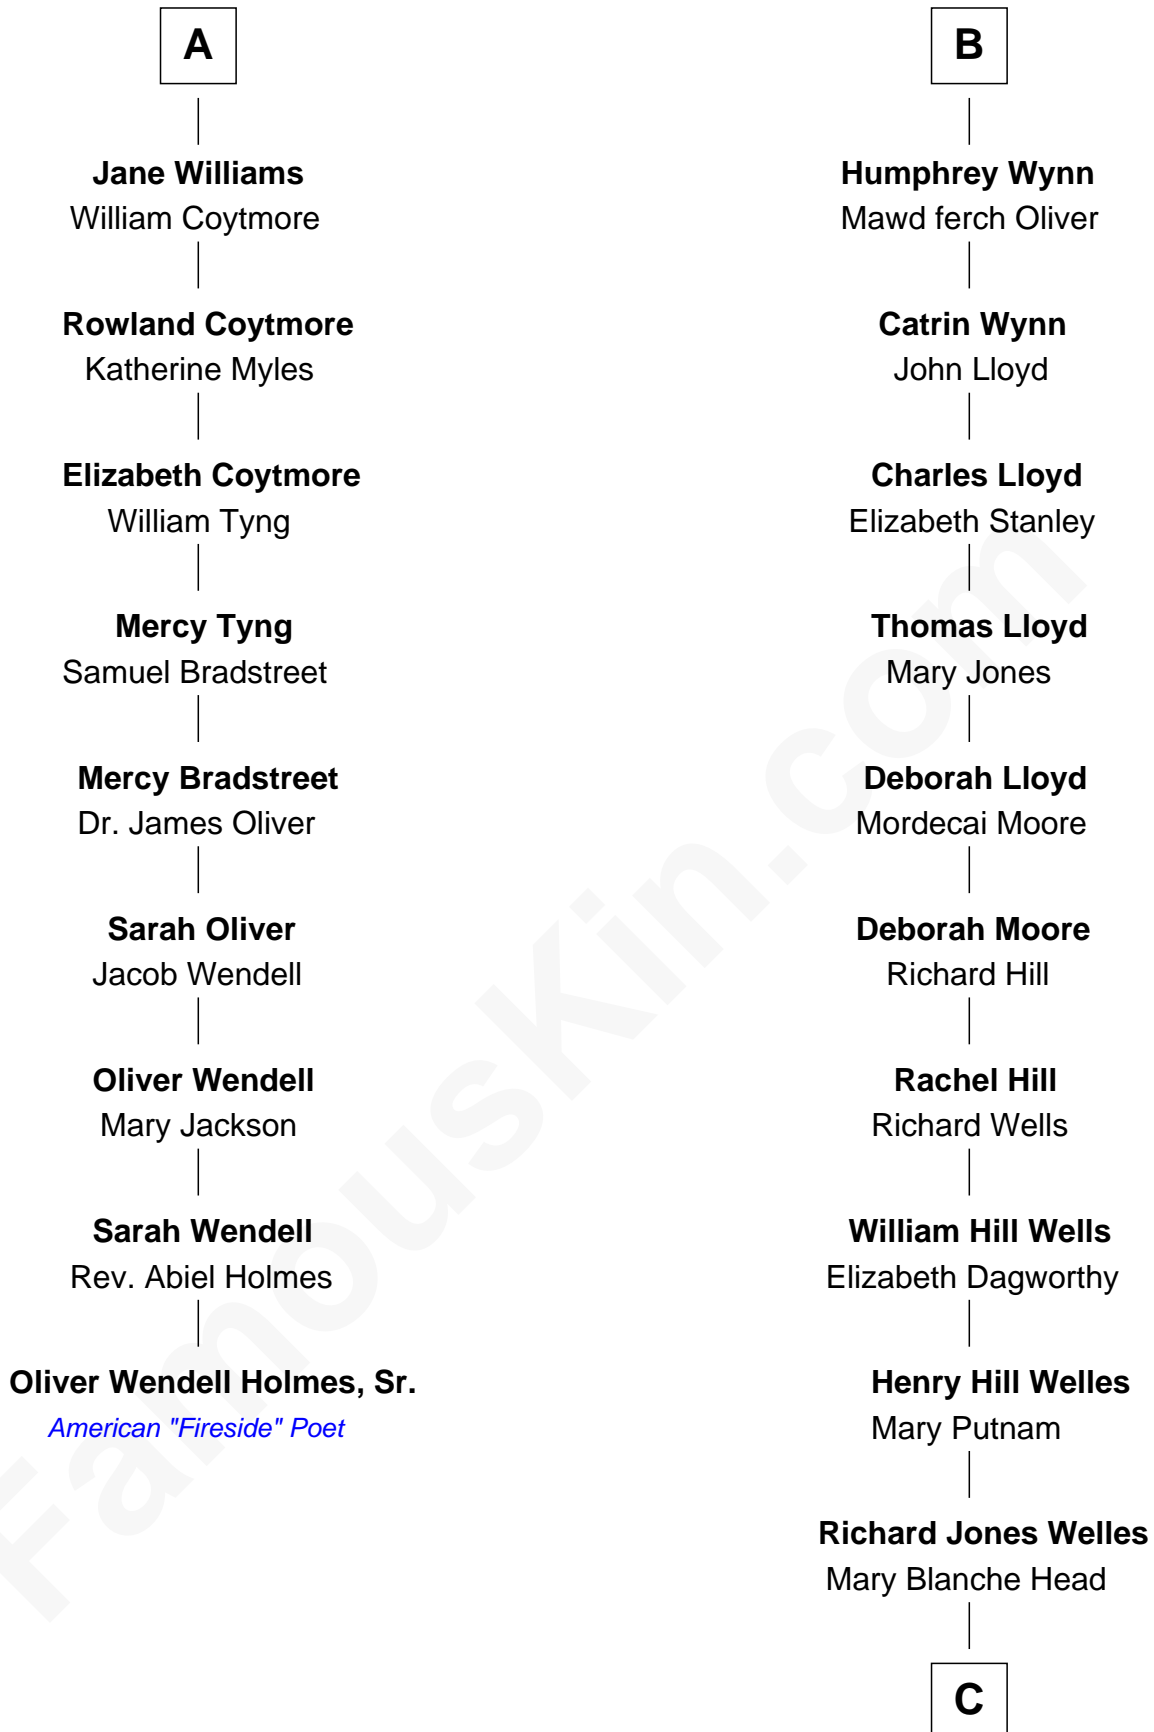 A
Jane Williams
William Coytmore
Rowland Coytmore
Katherine Myles
Elizabeth Coytmore
William Tyng
Mercy Tyng
Samuel Bradstreet
Mercy Bradstreet
Dr. James Oliver
Sarah Oliver
Jacob Wendell
Oliver Wendell
Mary Jackson
Sarah Wendell
Rev. Abiel Holmes
Oliver Wendell Holmes, Sr.
American "Fireside" Poet
B
Humphrey Wynn
Mawd ferch Oliver
Catrin Wynn
John Lloyd
Charles Lloyd
Elizabeth Stanley
Thomas Lloyd
Mary Jones
Deborah Lloyd
Mordecai Moore
Deborah Moore
Richard Hill
Rachel Hill
Richard Wells
William Hill Wells
Elizabeth Dagworthy
Henry Hill Welles
Mary Putnam
Richard Jones Welles
Mary Blanche Head
C
FamousKin.com